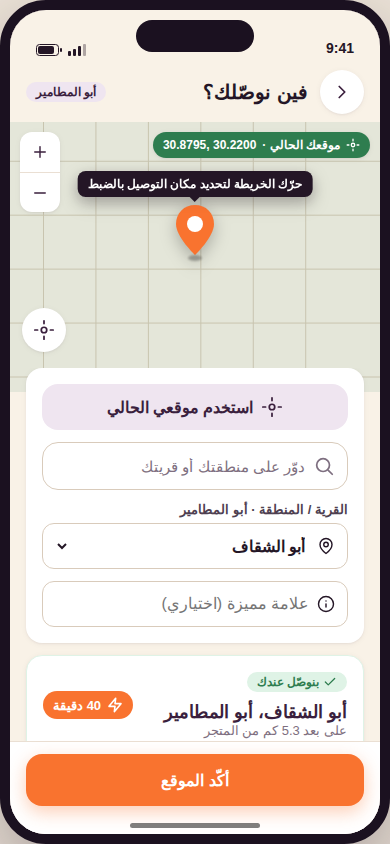 9:41
فين نوصّلك؟
أبو المطامير
موقعك الحالي · 30.8795, 30.2200
حرّك الخريطة لتحديد مكان التوصيل بالضبط
استخدم موقعي الحالي
دوّر على منطقتك أو قريتك
القرية / المنطقة · أبو المطامير
أبو الشقاف
علامة مميزة (اختياري)
بنوصّل عندك
أبو الشقاف، أبو المطامير
40 دقيقة
على بعد 5.3 كم من المتجر
أكّد الموقع